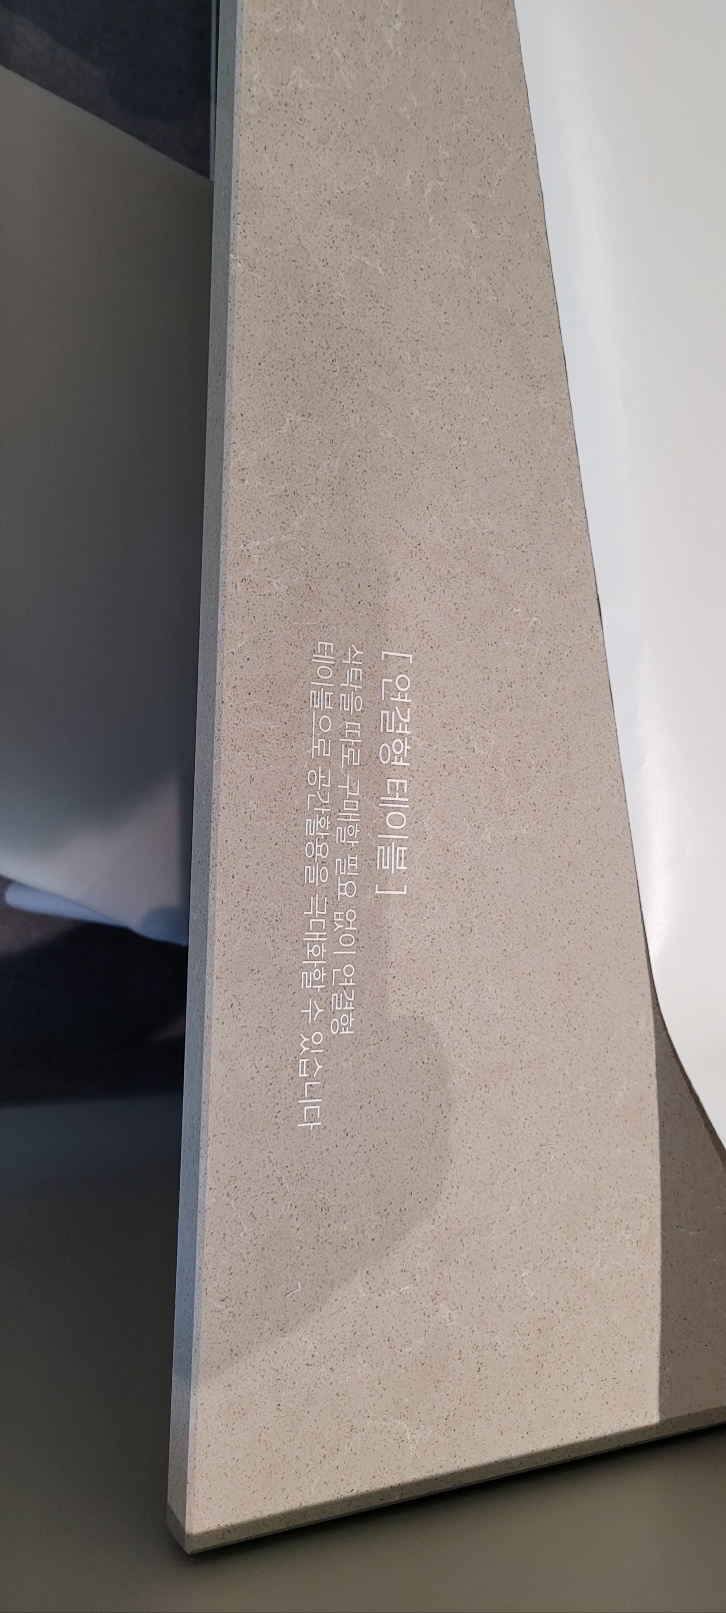 [ 연결형 테이블 ]
식탁을 따로 구매할 필요 없이 연결형
테이블으로 공간활용을 극대화할 수 있습니다